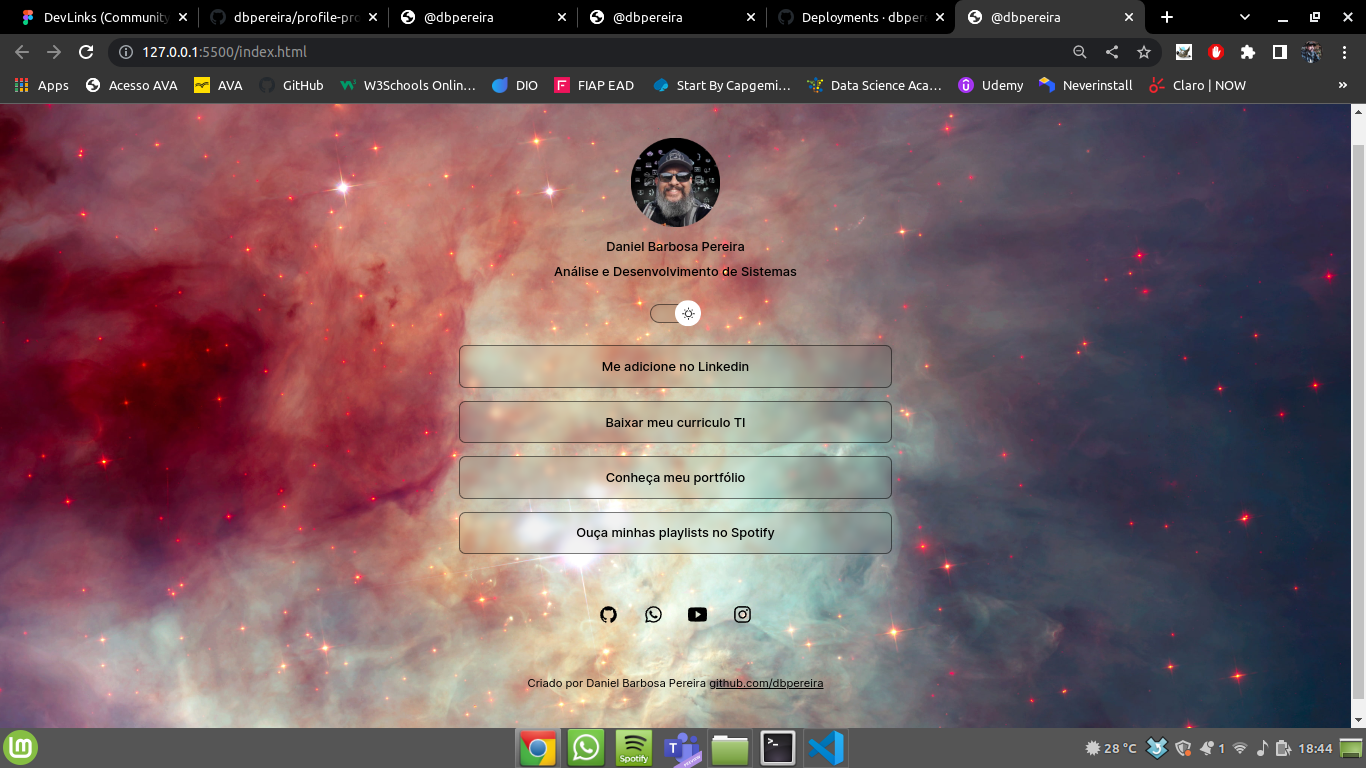 DevLinks (Community
dbpereira/profile-pro
@dbpereira
@dbpereira
Deployments · dbpere
@dbpereira
127.0.0.1:5500/index.html
Apps
Acesso AVA
AVA
GitHub
W3Schools Onlin...
DIO
FIAP EAD
Start By Capgemi...
Data Science Aca...
Udemy
Neverinstall
Claro | NOW
»
Daniel Barbosa Pereira
Análise e Desenvolvimento de Sistemas
Me adicione no Linkedin
Baixar meu curriculo TI
Conheça meu portfólio
Ouça minhas playlists no Spotify
Criado por Daniel Barbosa Pereira github.com/dbpereira
Spotify
28 °C
1
18:44